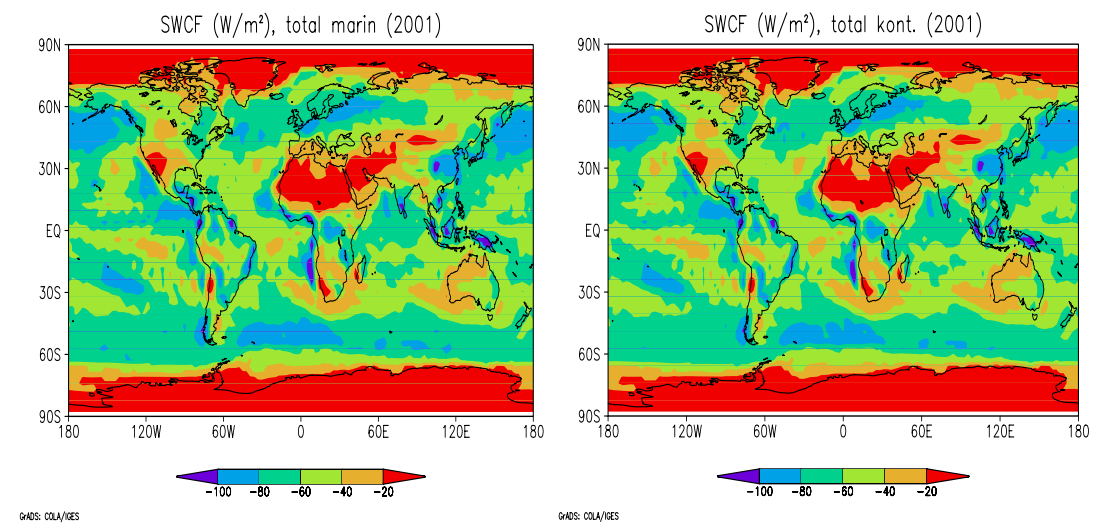 SWCF (W/m²), total marin (2001)
90N
60N
30N
EQ
30S
60S
90S
180 120W 60W 0 60E 120E 180
-100 -80 -60 -40 -20
GrADS: COLA/IGES
SWCF (W/m²), total kont. (2001)
90N
60N
30N
EQ
30S
60S
90S
180 120W 60W 0 60E 120E 180
-100 -80 -60 -40 -20
GrADS: COLA/IGES